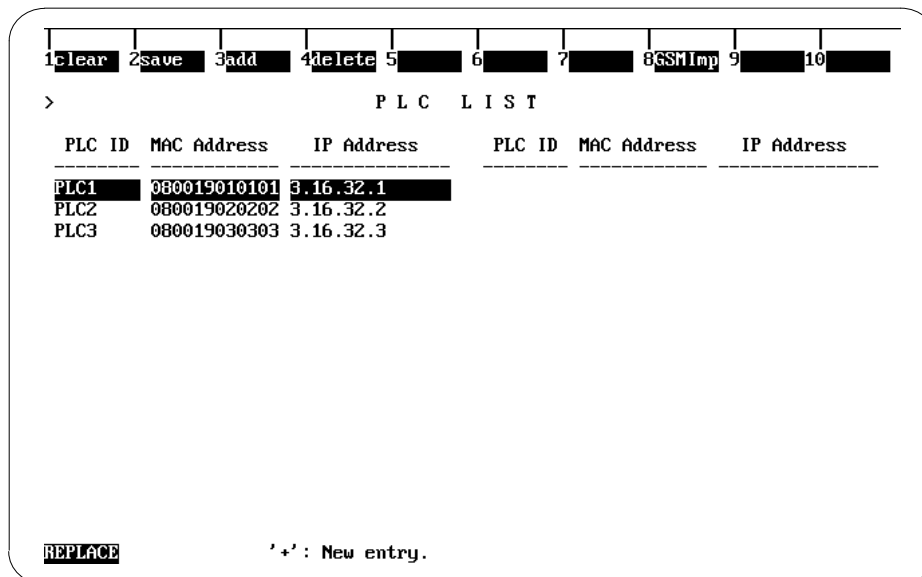 1clear 2save 3add 4delete 5 6 7 8GSMImp 9 10
> P L C L I S T
PLC ID MAC Address IP Address PLC ID MAC Address IP Address
-------- ------------ --------------- -------- ------------ ---------------
PLC1 080019010101 3.16.32.1
PLC2 080019020202 3.16.32.2
PLC3 080019030303 3.16.32.3
REPLACE '+': New entry.